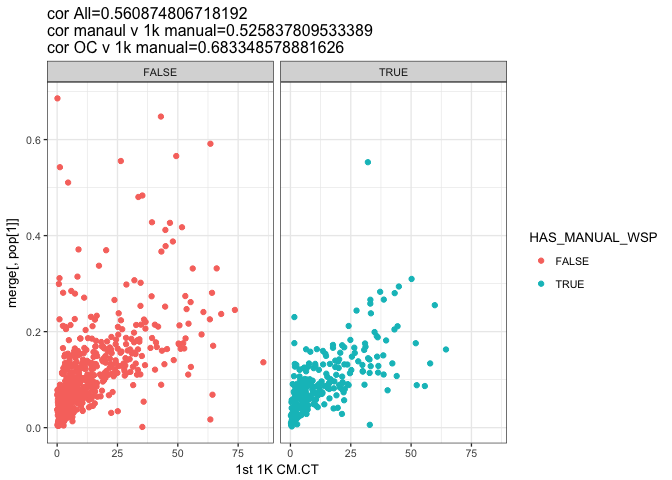 cor All=0.560874806718192
cor manaul v 1k manual=0.525837809533389
cor OC v 1k manual=0.683348578881626
FALSE
TRUE
0.6
0.4
0.2
0.0
merge[, pop[1]]
0
25
50
75
0
25
50
75
1st 1K CM.CT
HAS_MANUAL_WSP
FALSE
TRUE